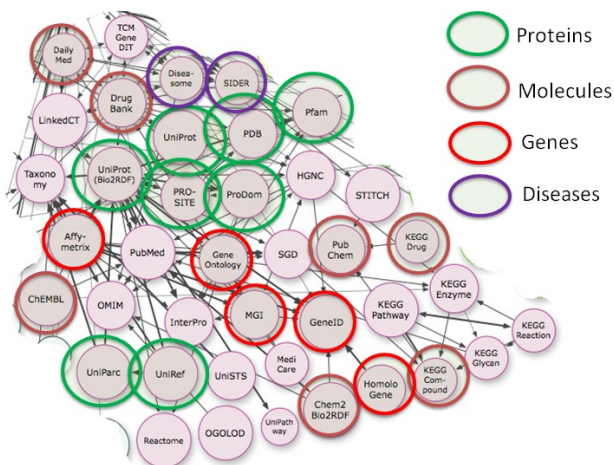 TCM
Gene
DIT
Daily
Med
Disea-
some
SIDER
Drug
Bank
Pfam
LinkedCT
UniProt
PDB
Taxono
my
UniProt
(Bio2RDF)
PRO-
SITE
ProDom
HGNC
STITCH
Affy-
metrix
PubMed
Gene
Ontology
SGD
Pub
Chem
KEGG
Drug
ChEMBL
OMIM
InterPro
MGI
GeneID
KEGG
Pathway
KEGG
Enzyme
KEGG
Reaction
UniParc
UniRef
UniSTS
Medi
Care
Chem2
Bio2RDF
Homolo
Gene
KEGG
Com-
pound
KEGG
Glycan
Reactome
OGOLOD
UniPath
way
Proteins
Molecules
Genes
Diseases